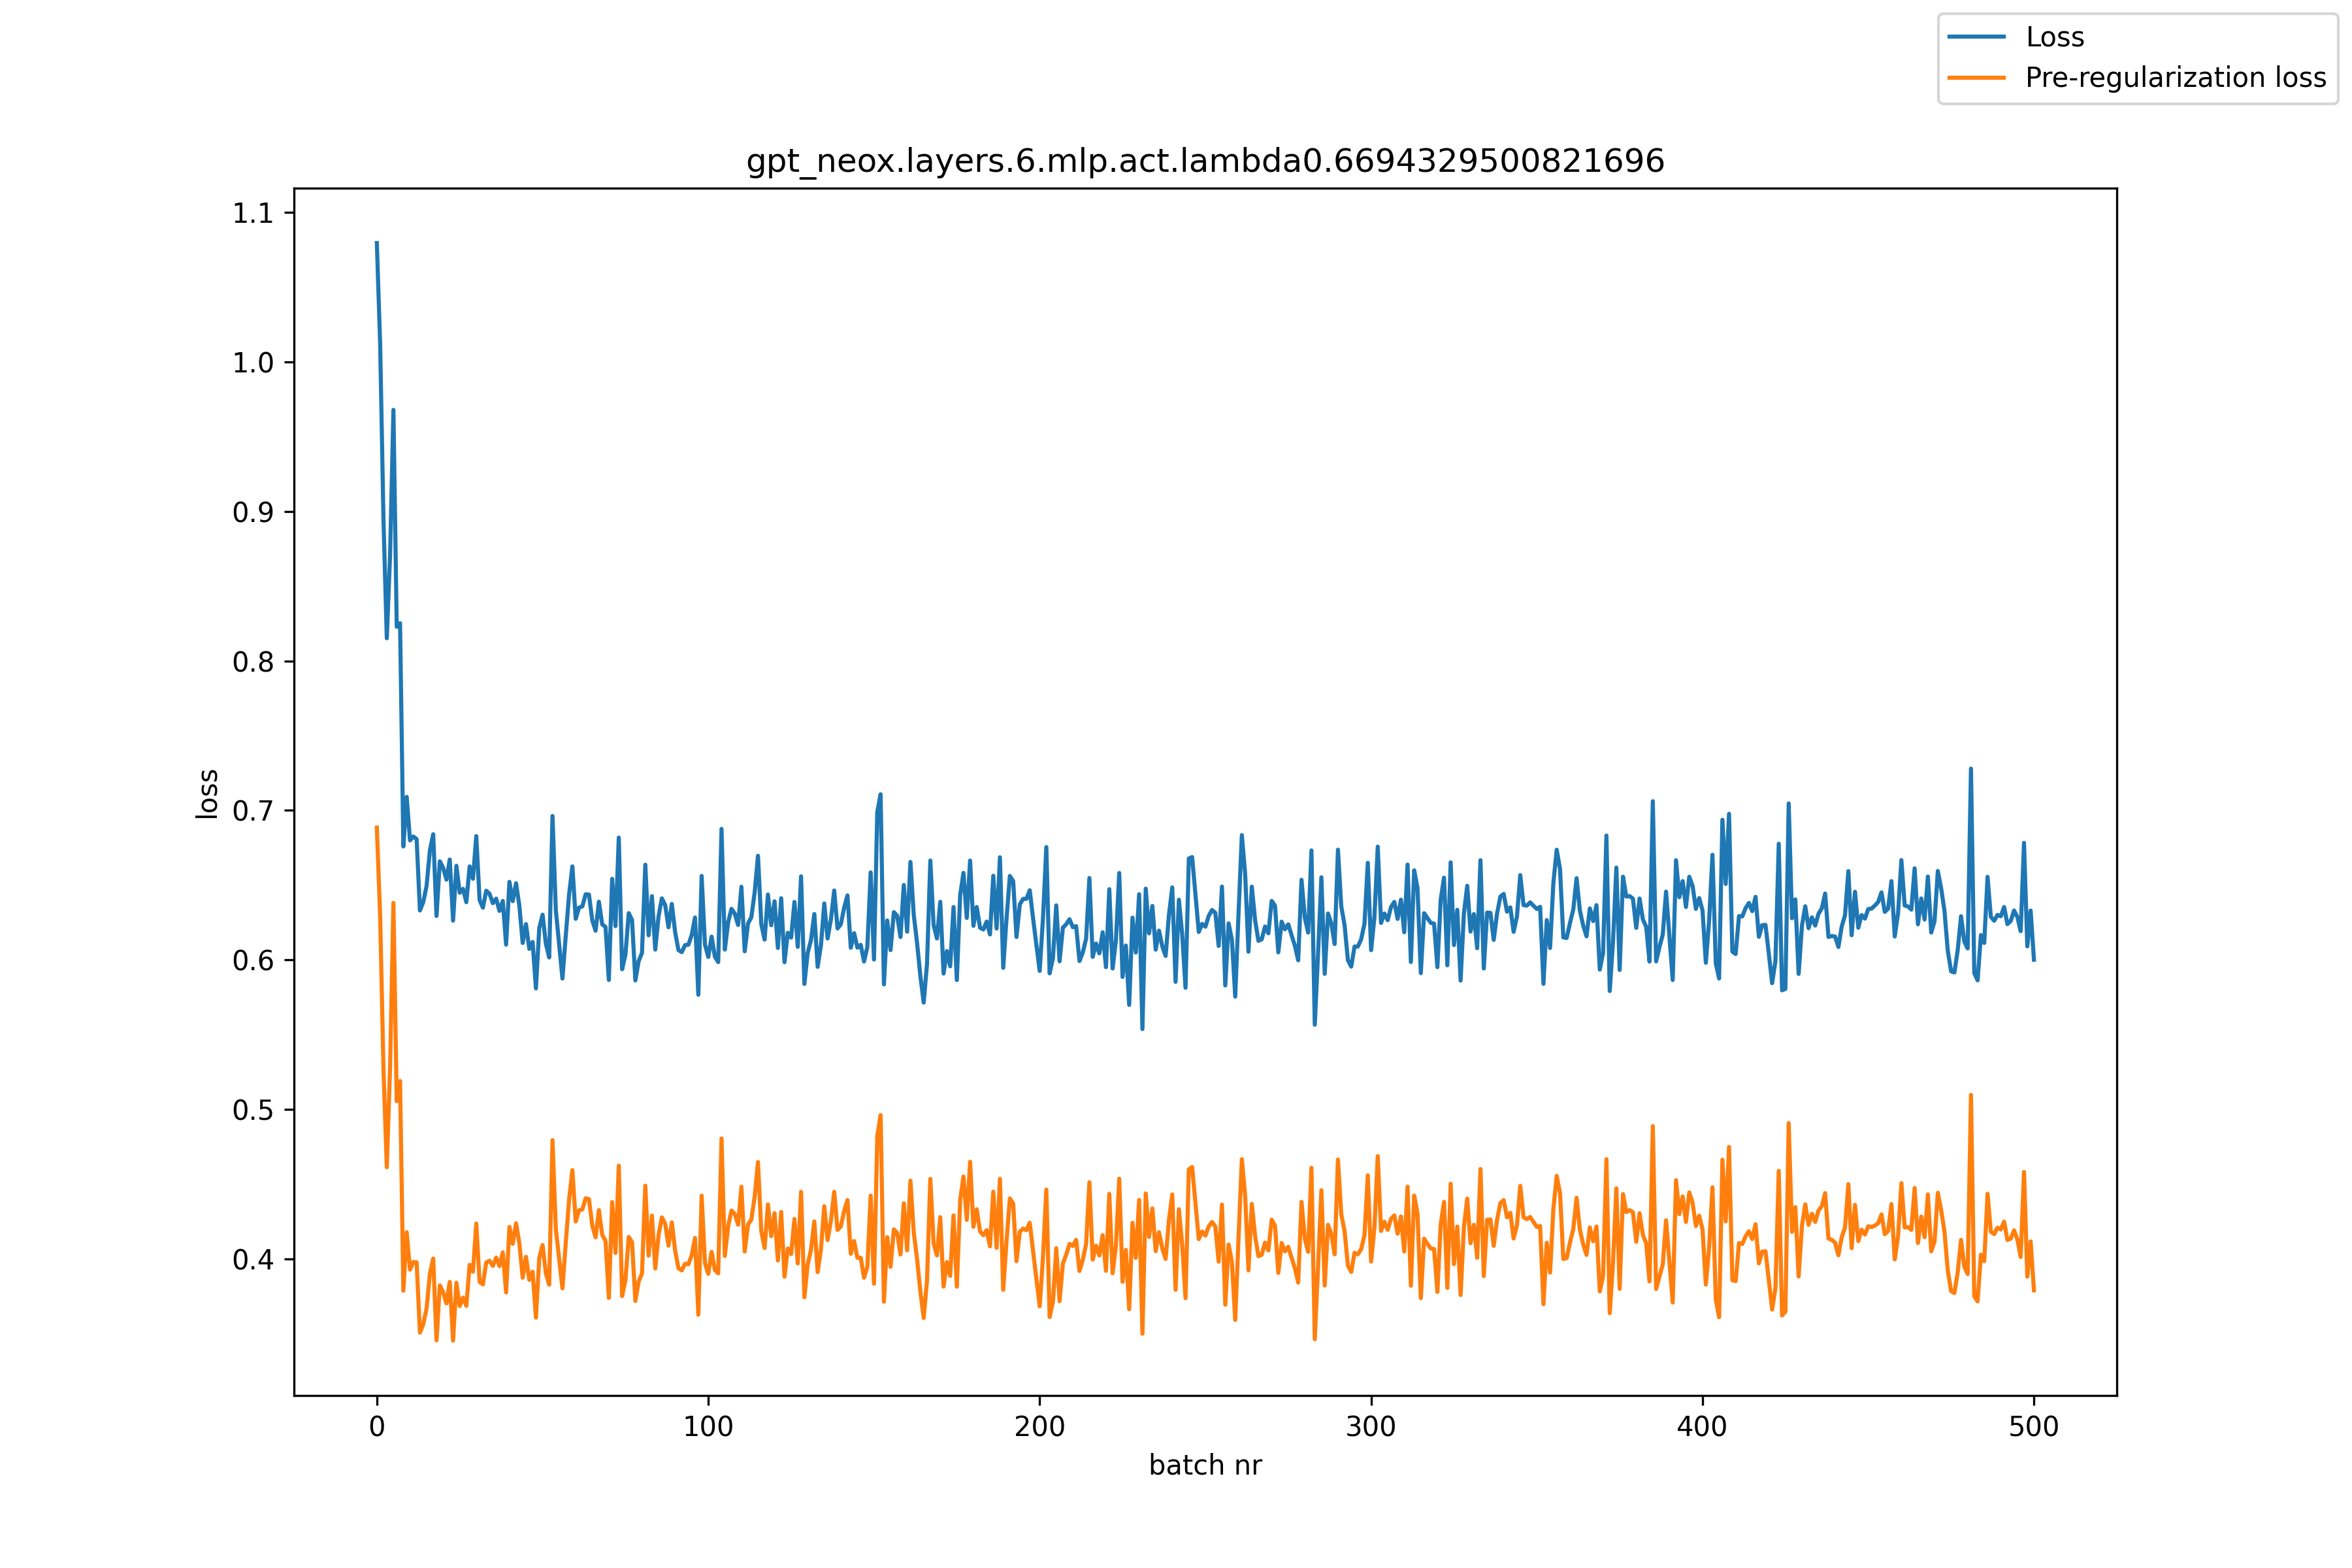 Loss
Pre-regularization loss
gpt_neox.layers.6.mlp.act.lambda0.6694329500821696
1.1
1.0
0.9
0.8
0.7
0.6
0.5
0.4
loss
0 100 200 300 400 500
batch nr